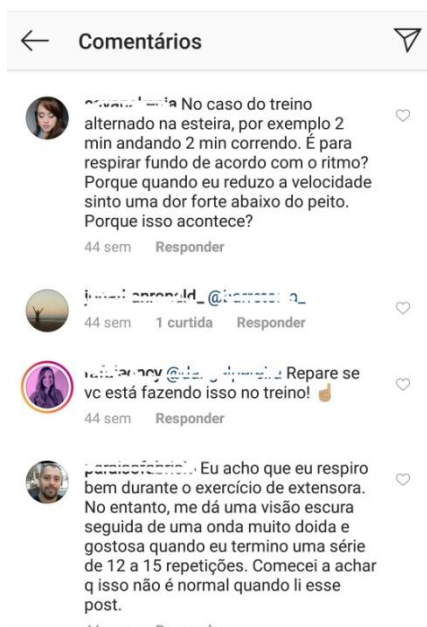 Comentários
No caso do treino
alternado na esteira, por exemplo 2
min andando 2 min correndo. É para
respirar fundo de acordo com o ritmo?
Porque quando eu reduzo a velocidade
sinto uma dor forte abaixo do peito.
Porque isso acontece?
44 sem Responder
44 sem 1 curtida Responder
Repare se
vc está fazendo isso no treino! ☝🏼
44 sem Responder
Eu acho que eu respiro
bem durante o exercício de extensora.
No entanto, me dá uma visão escura
seguida de uma onda muito doida e
gostosa quando eu termino uma série
de 12 a 15 repetições. Comecei a achar
q isso não é normal quando li esse
post.